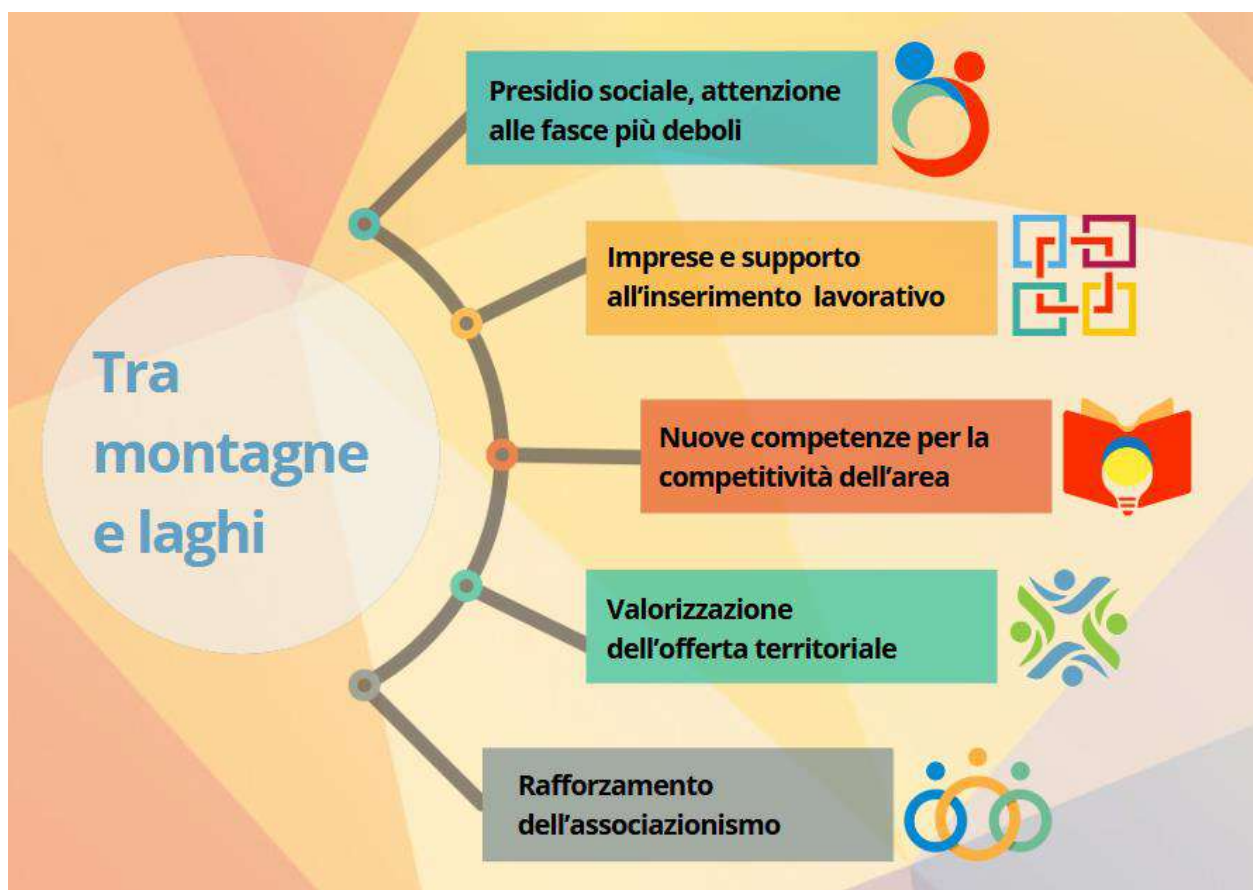 Tra
montagne
e laghi
Presidio sociale, attenzione
alle fasce più deboli
Imprese e supporto
all'inserimento lavorativo
Nuove competenze per la
competitività dell'area
Valorizzazione
dell'offerta territoriale
Rafforzamento
dell'associazionismo